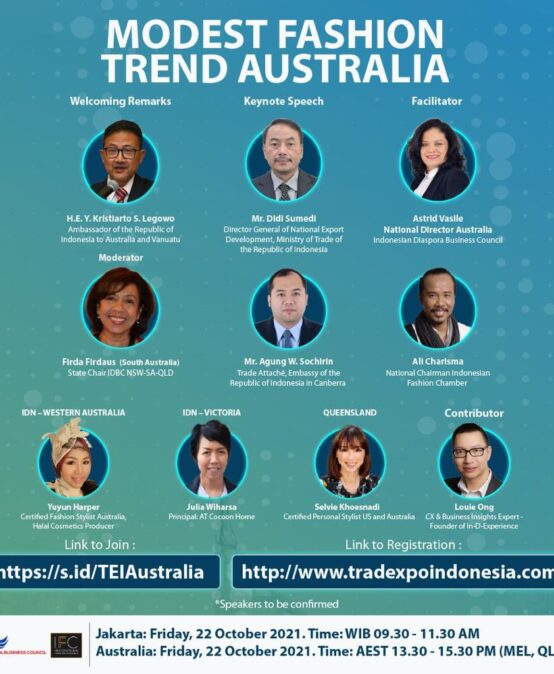 MODEST FASHION
TREND AUSTRALIA
Welcoming Remarks
Keynote Speech
Facilitator
H.E. Y. Kristiarto S. Legowo
Ambassador of the Republic of
Indonesia to Australia and Vanuatu
Mr. Didi Sumedi
Director General of National Export
Development, Ministry of Trade of
the Republic of Indonesia
Astrid Vasile
National Director Australia
Indonesian Diaspora Business Council
Moderator
Firda Firdaus (South Australia)
State Chair IDBC NSW-SA-QLD
Mr. Agung W. Sochirin
Trade Attaché, Embassy of the
Republic of Indonesia in Canberra
Ali Charisma
National Chairman Indonesian
Fashion Chamber
IDN – WESTERN AUSTRALIA
IDN – VICTORIA
QUEENSLAND
Contributor
Yuyun Harper
Certified Fashion Stylist Australia,
Halal Cosmetics Producer
Julia Wiharsa
Principal: AT Cocoon Home
Selvie Khoesnadi
Certified Personal Stylist US and Australia
Louie Ong
CX & Business Insights Expert -
Founder of In-D-Experience
Link to Join :
https://s.id/TEIAustralia
Link to Registration :
http://www.tradexpoindonesia.com
*Speakers to be confirmed
A BUSINESS COUNCIL
IFC
Jakarta: Friday, 22 October 2021. Time: WIB 09.30 - 11.30 AM
Australia: Friday, 22 October 2021. Time: AEST 13.30 - 15.30 PM (MEL, QL